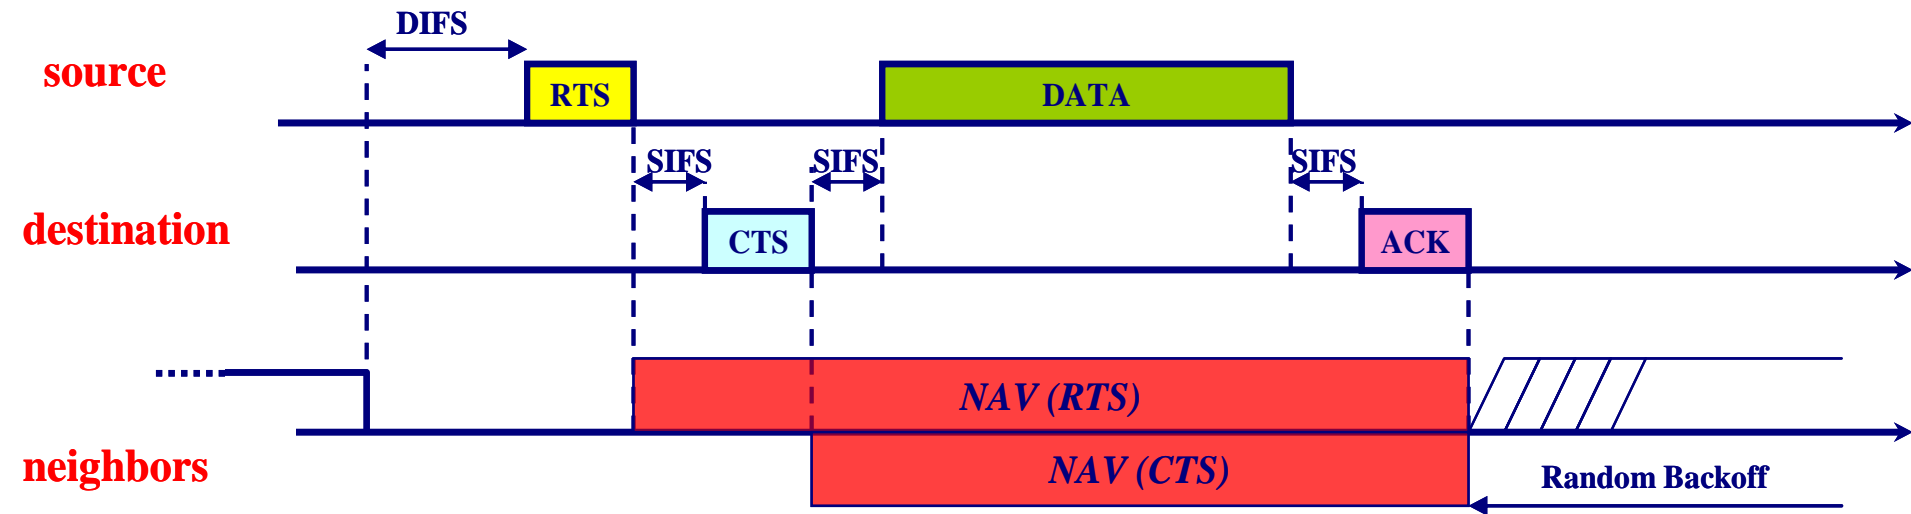 DIFS
source
RTS
DATA
SIFS
SIFS
SIFS
destination
CTS
ACK
NAV (RTS)
neighbors
NAV (CTS)
Random Backoff